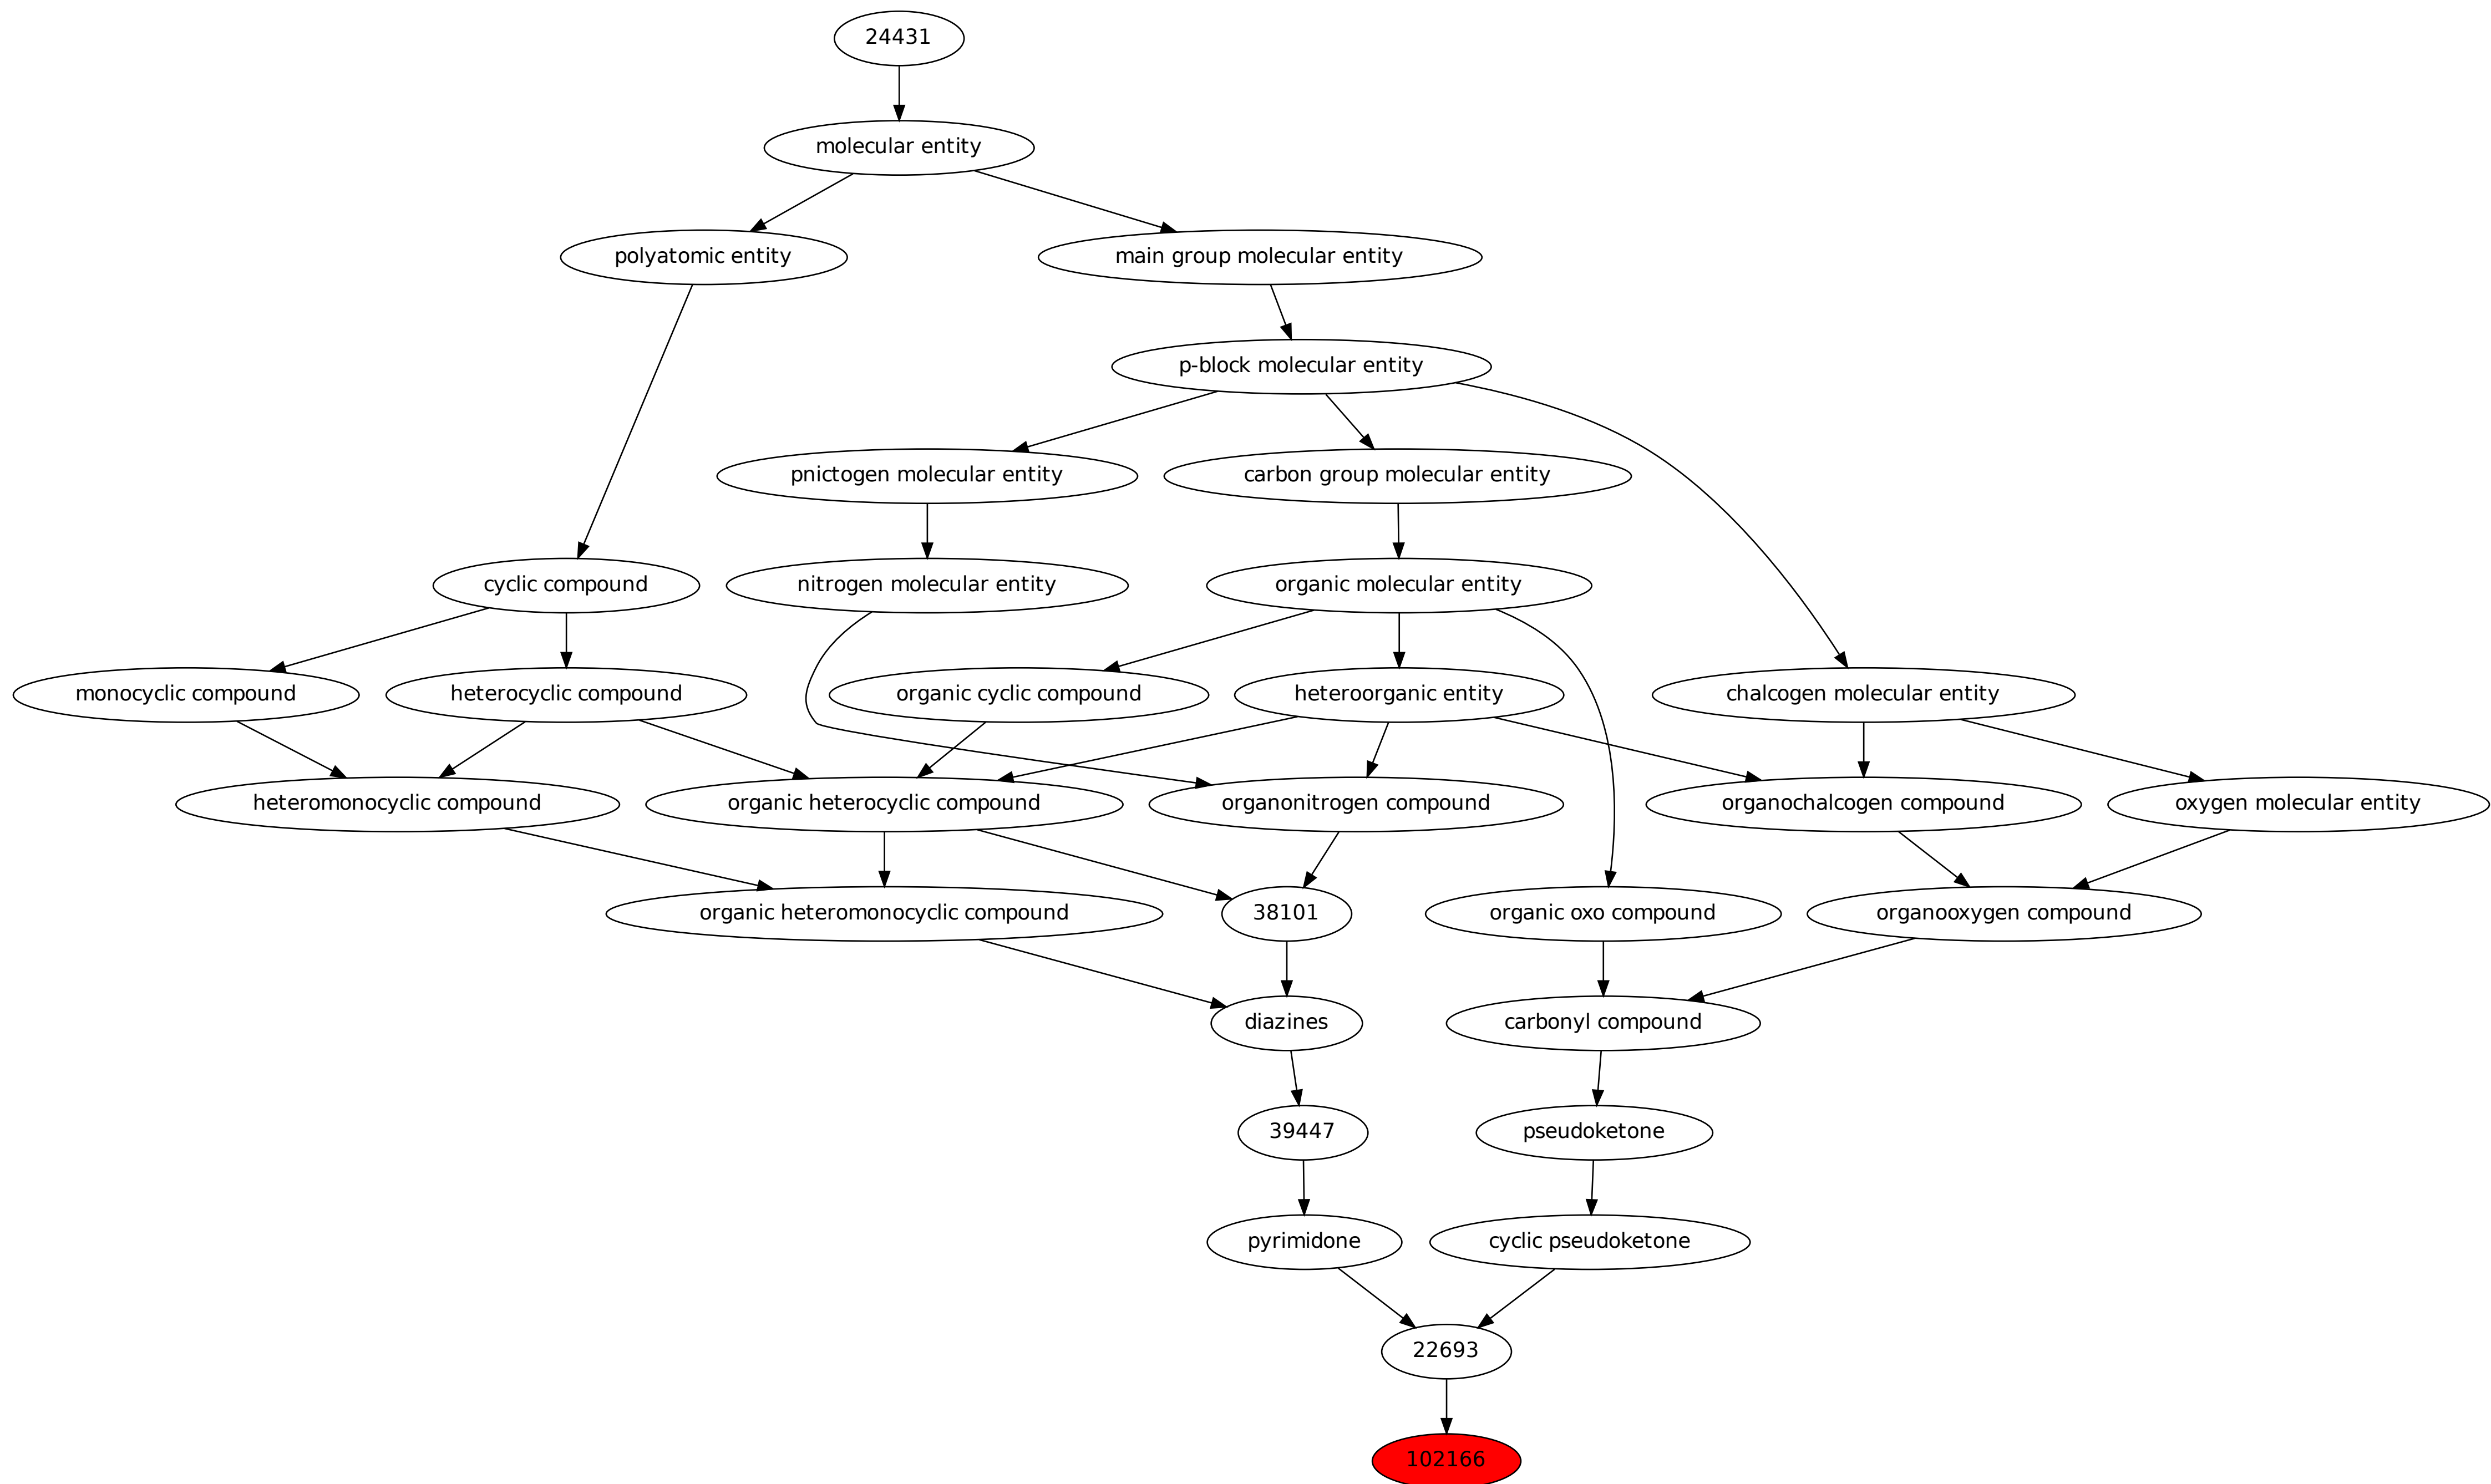 24431
molecular entity
polyatomic entity
main group molecular entity
p-block molecular entity
pnictogen molecular entity
carbon group molecular entity
cyclic compound
nitrogen molecular entity
organic molecular entity
monocyclic compound
heterocyclic compound
organic cyclic compound
heteroorganic entity
chalcogen molecular entity
heteromonocyclic compound
organic heterocyclic compound
organonitrogen compound
organochalcogen compound
oxygen molecular entity
organic heteromonocyclic compound
38101
organic oxo compound
organooxygen compound
diazines
carbonyl compound
39447
pseudoketone
pyrimidone
cyclic pseudoketone
22693
102166